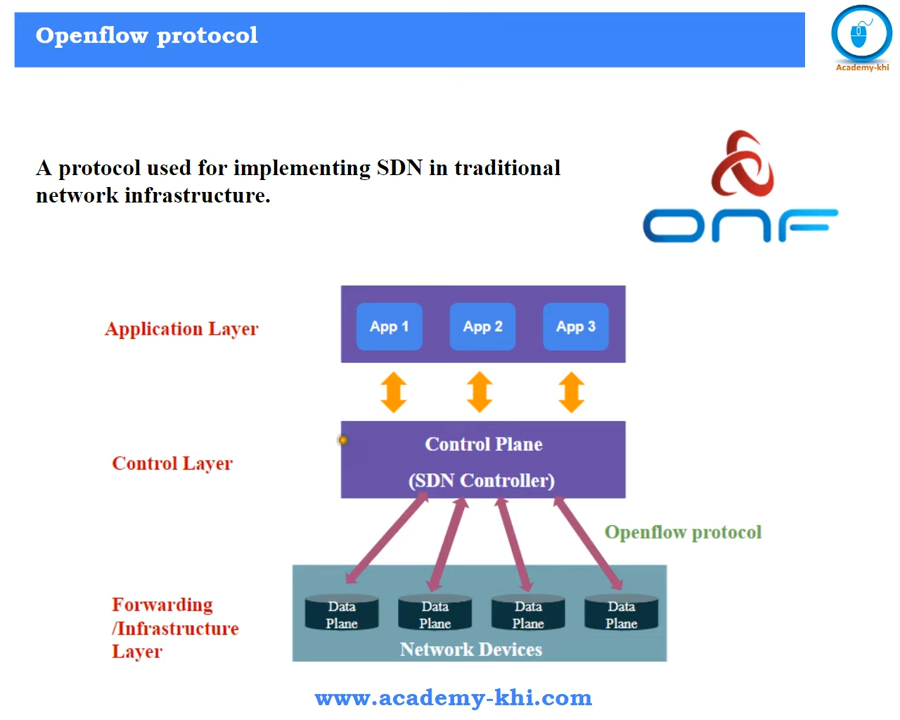 Openflow protocol
Academy-khi
A protocol used for implementing SDN in traditional
network infrastructure.
ONF
Application Layer
App 1
App 2
App 3
Control Layer
Control Plane
(SDN Controller)
Openflow protocol
Forwarding
/Infrastructure
Layer
Data
Plane
Data
Plane
Data
Plane
Data
Plane
Network Devices
www.academy-khi.com